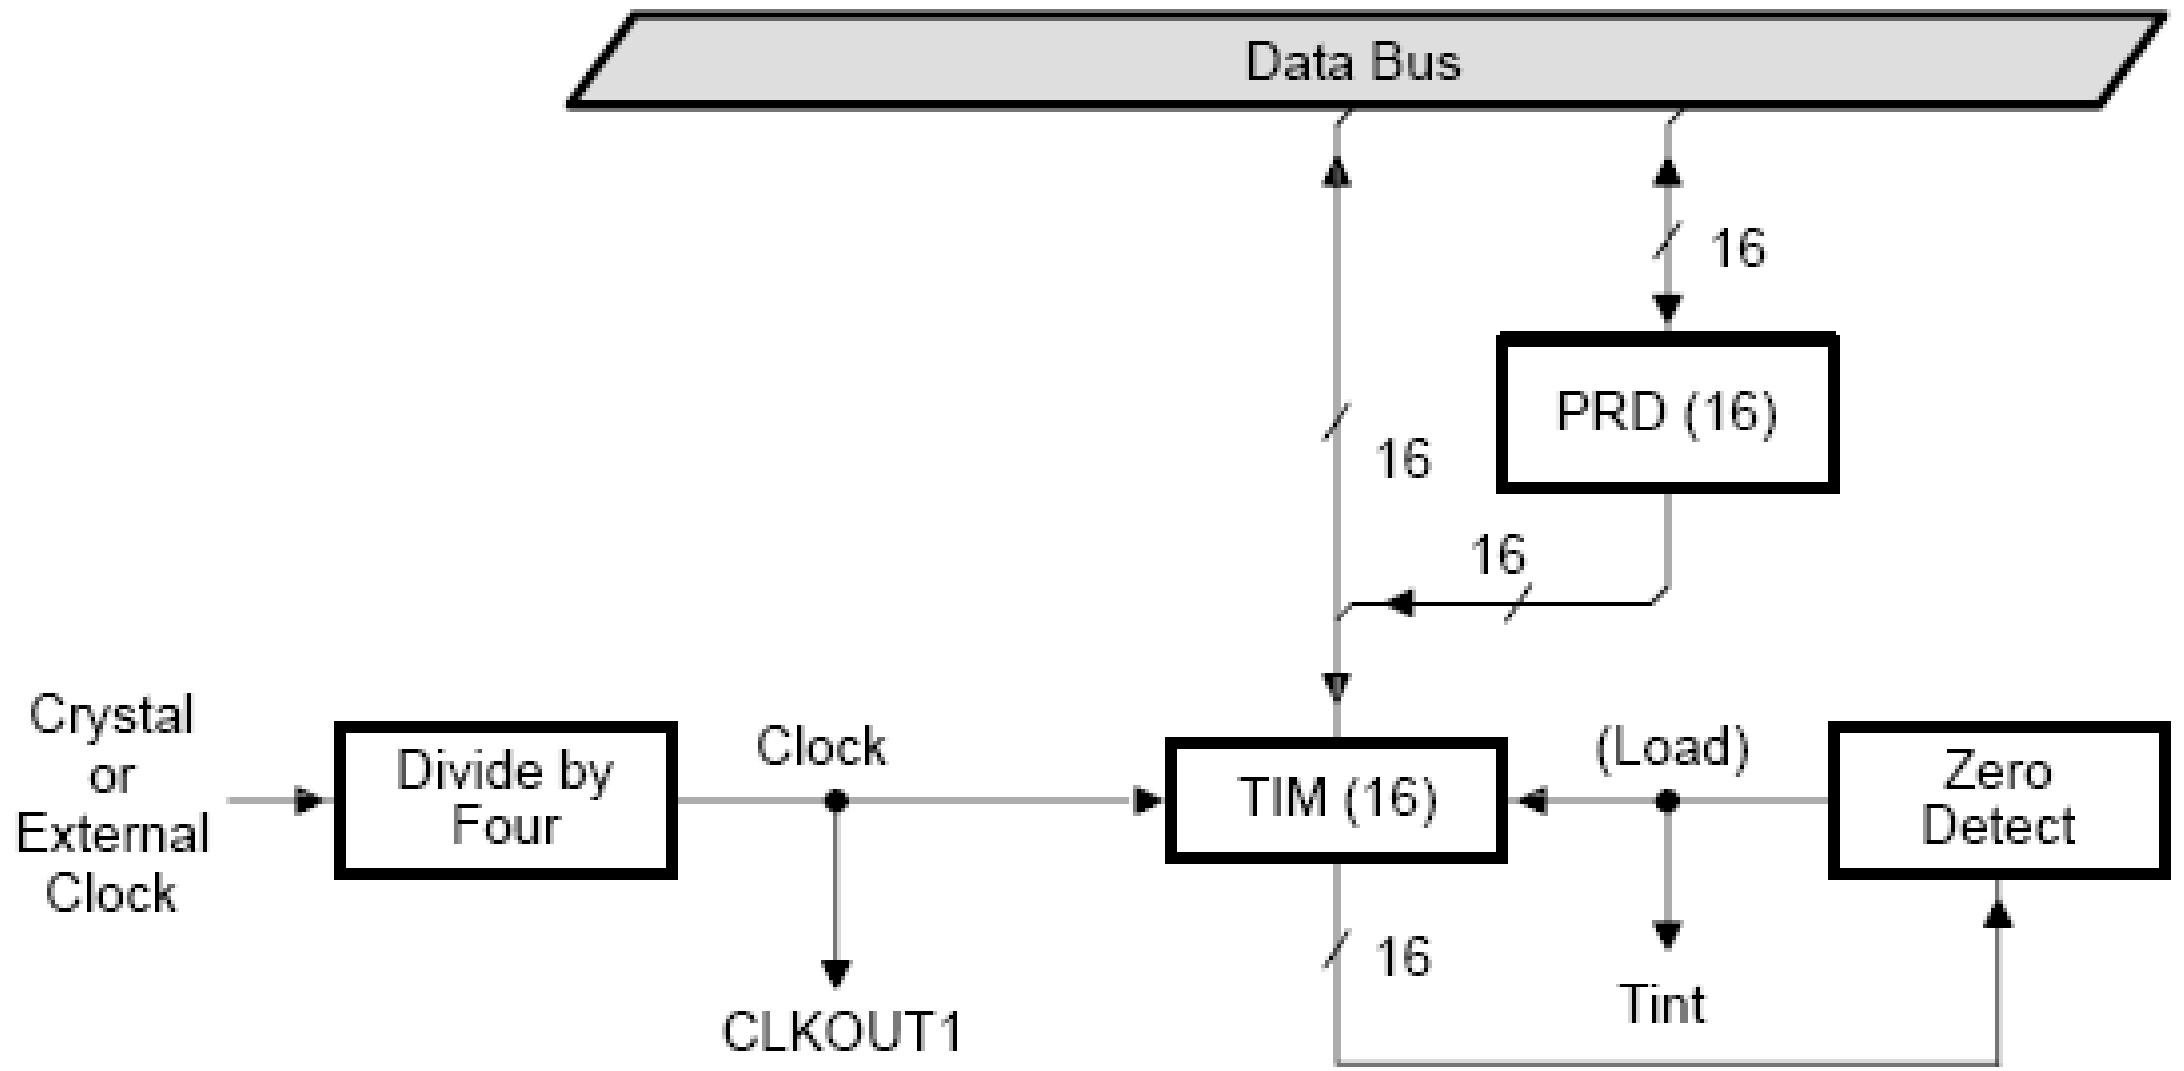 Data Bus
16
PRD (16)
16
16
Crystal
or
External
Clock
Divide by
Four
Clock
TIM (16)
(Load)
Zero
Detect
16
Tint
CLKOUT1